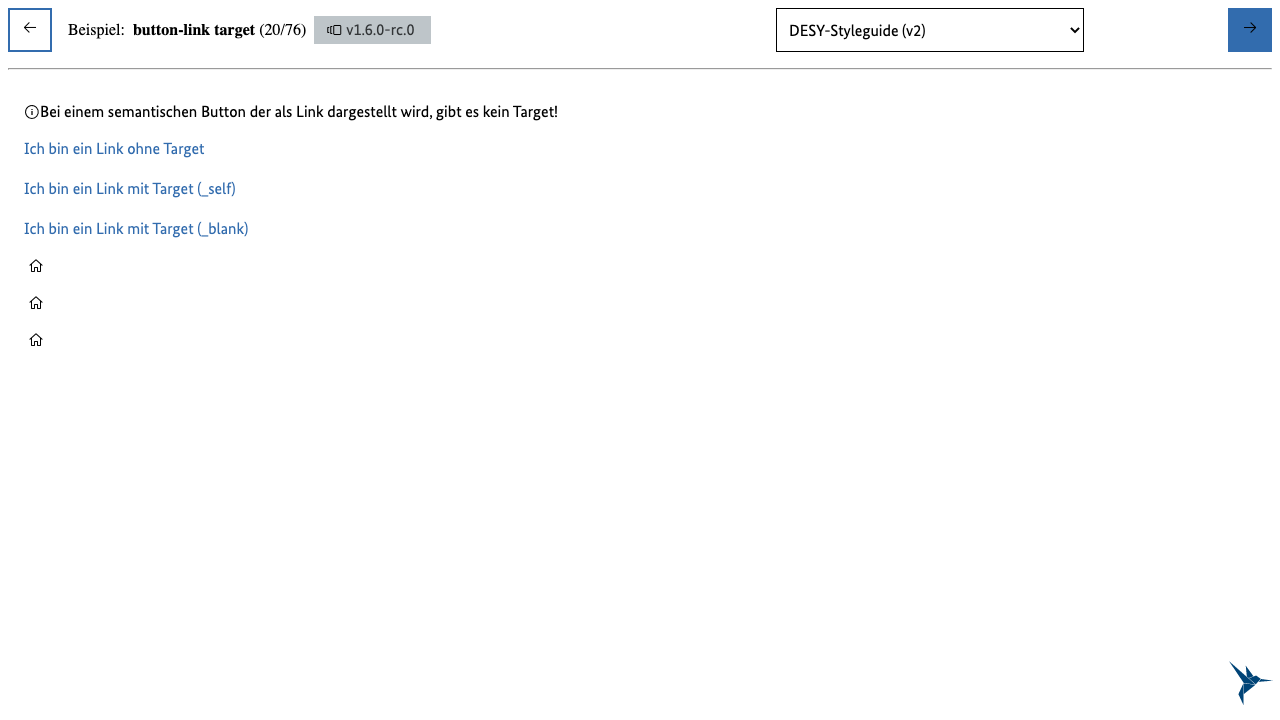 Beispiel: button-link target (20/76) v1.6.0-rc.0 DESY-Styleguide (v2)
Bei einem semantischen Button der als Link dargestellt wird, gibt es kein Target!
Ich bin ein Link ohne Target
Ich bin ein Link mit Target (_self)
Ich bin ein Link mit Target (_blank)